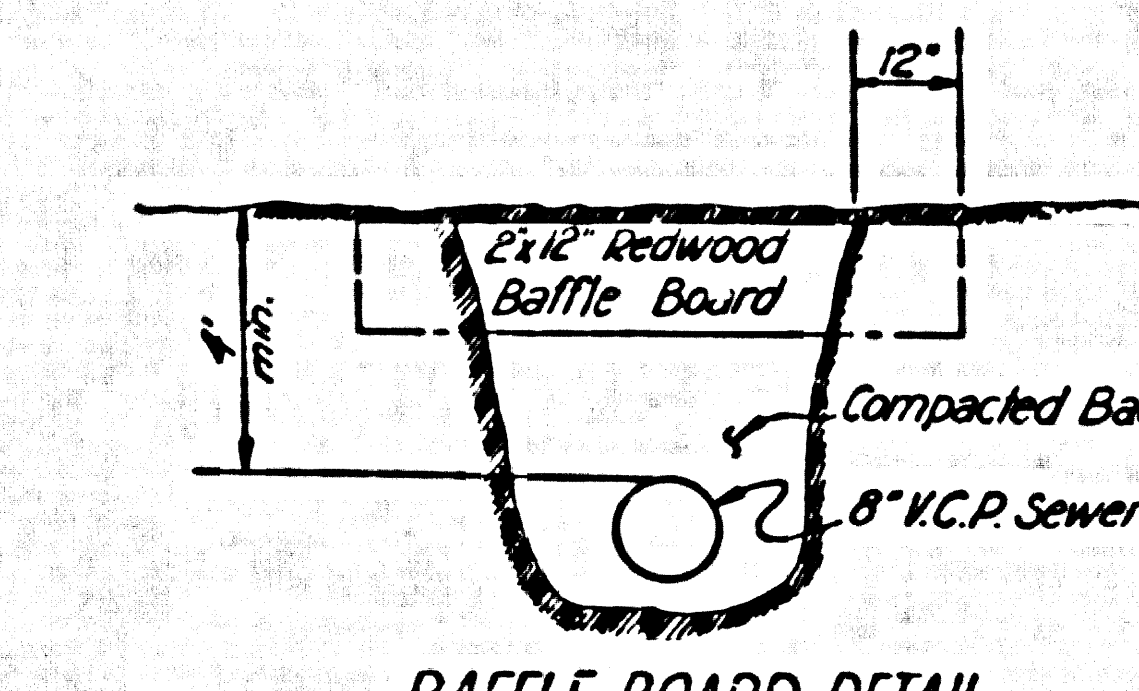 12"
2"x12" Redwood
Baffle Board
4'
min.
Compacted Ba
8" V.C.P. Sewer
BAFFLE BOARD DETAIL